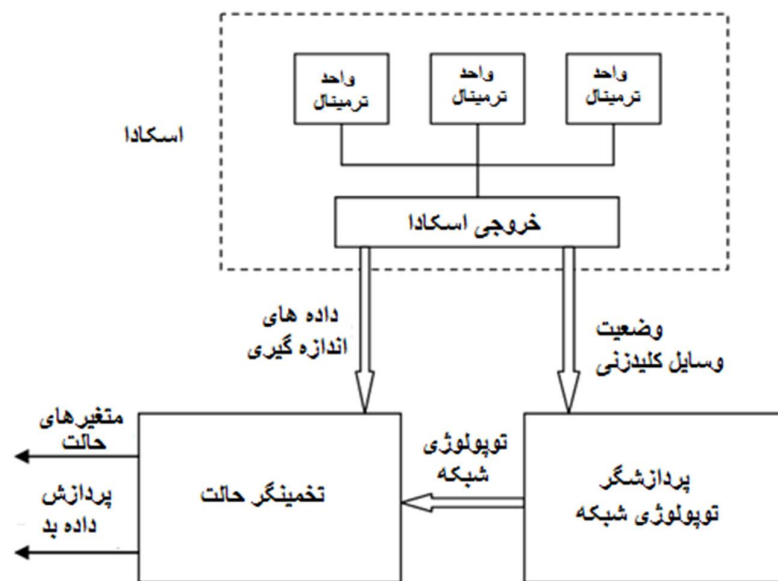 واحد
ترمینال
واحد
ترمینال
واحد
ترمینال
اسکادا
خروجی اسکادا
داده های
اندازه گیری
وضعیت
وسایل کلیدزنی
پردازشگر
توپولوژی شبکه
توپولوژی
شبکه
تخمینگر حالت
متغیرهای
حالت
پردازش
داده بد